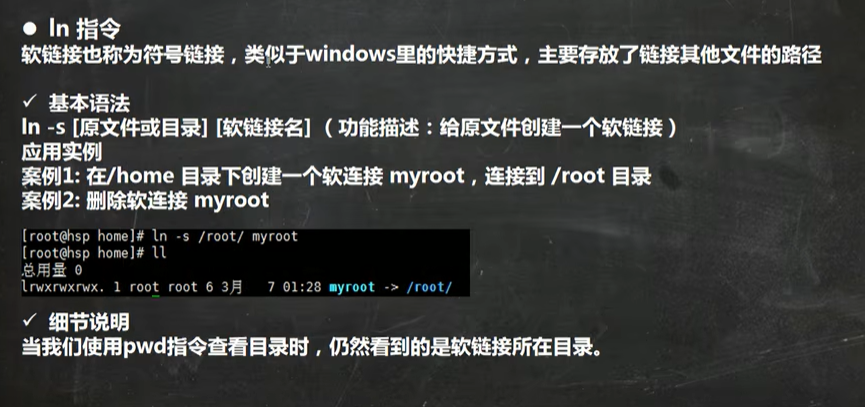 ● ln 指令
软链接也称为符号链接，类似于windows里的快捷方式，主要存放了链接其他文件的路径
✓ 基本语法
ln -s [原文件或目录] [软链接名] （功能描述：给原文件创建一个软链接）
应用实例
案例1: 在/home 目录下创建一个软连接 myroot，连接到 /root 目录
案例2: 删除软连接 myroot
[root@hsp home]# ln -s /root/ myroot
[root@hsp home]# ll
总用量 0
lrwxrwxrwx. 1 root root 6 3月   7 01:28 myroot -> /root/
✓ 细节说明
当我们使用pwd指令查看目录时，仍然看到的是软链接所在目录。